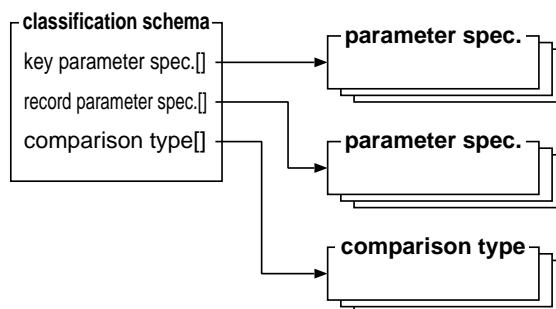 classification schema
key parameter spec.[]
record parameter spec.[]
comparison type[]
parameter spec.
parameter spec.
comparison type